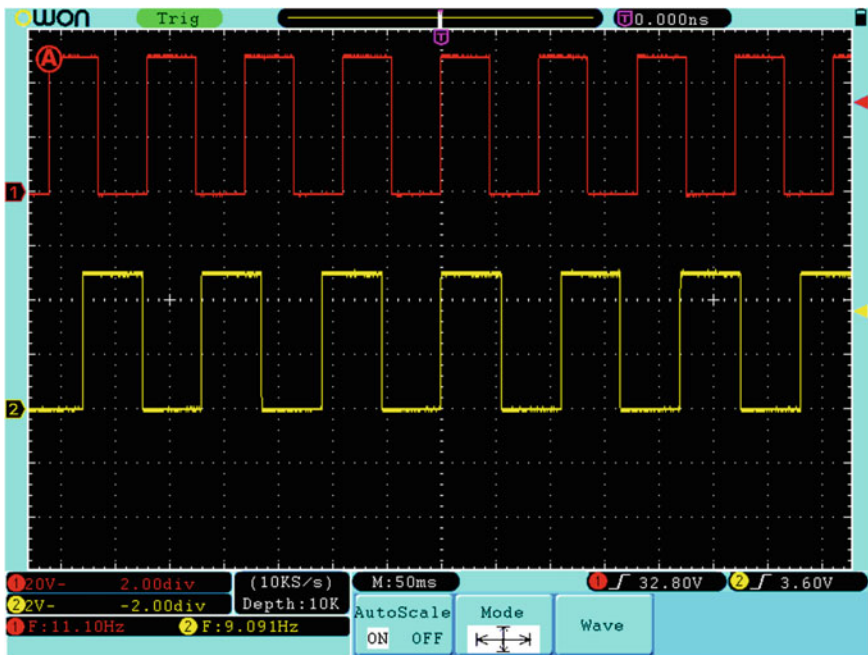 OWON Trig T 0.000ns
T
A
1
2
1 20V- 2.00div (10KS/s) M:50ms 1 32.80V 2 3.60V
2 2V- -2.00div Depth:10K
1 F:11.10Hz 2 F:9.091Hz
AutoScale Mode Wave
ON OFF